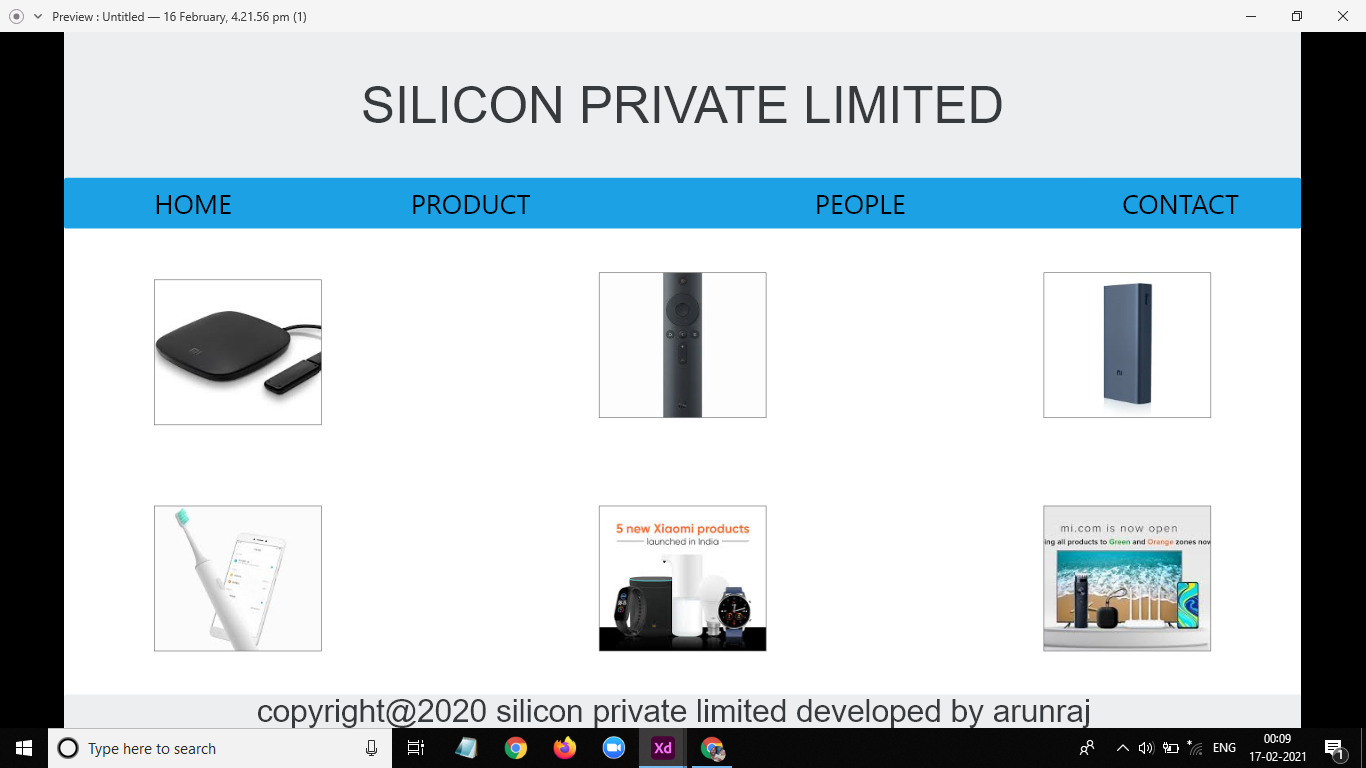 Preview : Untitled — 16 February, 4.21.56 pm (1)
SILICON PRIVATE LIMITED
HOME PRODUCT PEOPLE CONTACT
5 new Xiaomi products
launched in India
mi.com is now open
ing all products to Green and Orange zones now
copyright@2020 silicon private limited developed by arunraj
Type here to search
Xd
ENG
00:09
17-02-2021
1